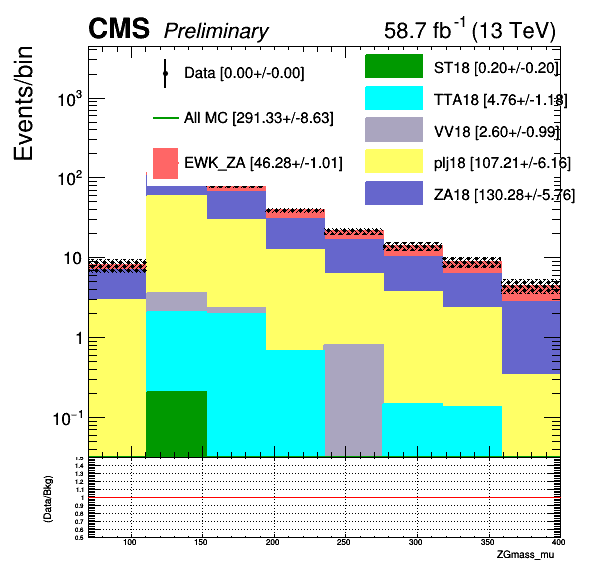 CMS Preliminary 58.7 fb⁻¹ (13 TeV)
Events/bin
Data [0.00+/-0.00]
All MC [291.33+/-8.63]
EWK_ZA [46.28+/-1.01]
ST18 [0.20+/-0.20]
TTA18 [4.76+/-1.18]
VV18 [2.60+/-0.99]
plj18 [107.21+/-6.16]
ZA18 [130.28+/-5.76]
10³
10²
10
1
10⁻¹
(Data/Bkg)
1.5
1.4
1.3
1.2
1.1
1
0.9
0.8
0.7
0.6
0.5
100 150 200 250 300 350 400
ZGmass_mu